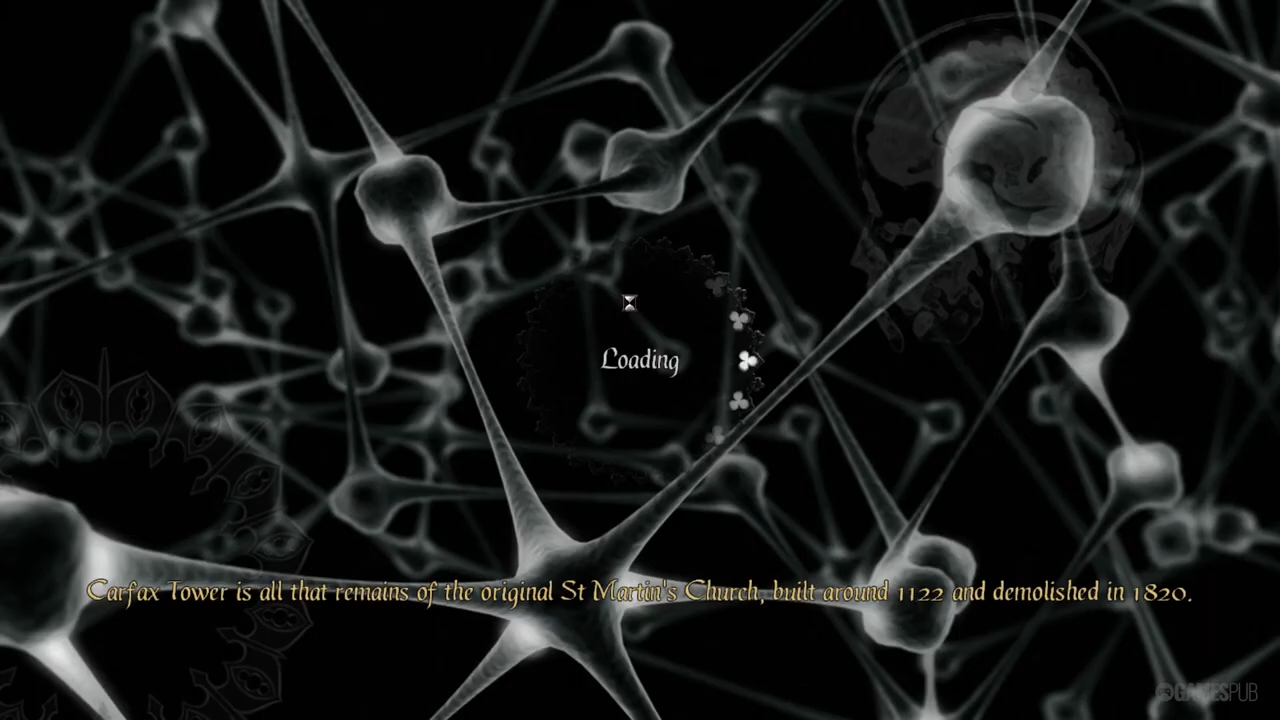 Loading
Carfax Tower is all that remains of the original St Martin's Church, built around 1122 and demolished in 1820.
GAMESPUB